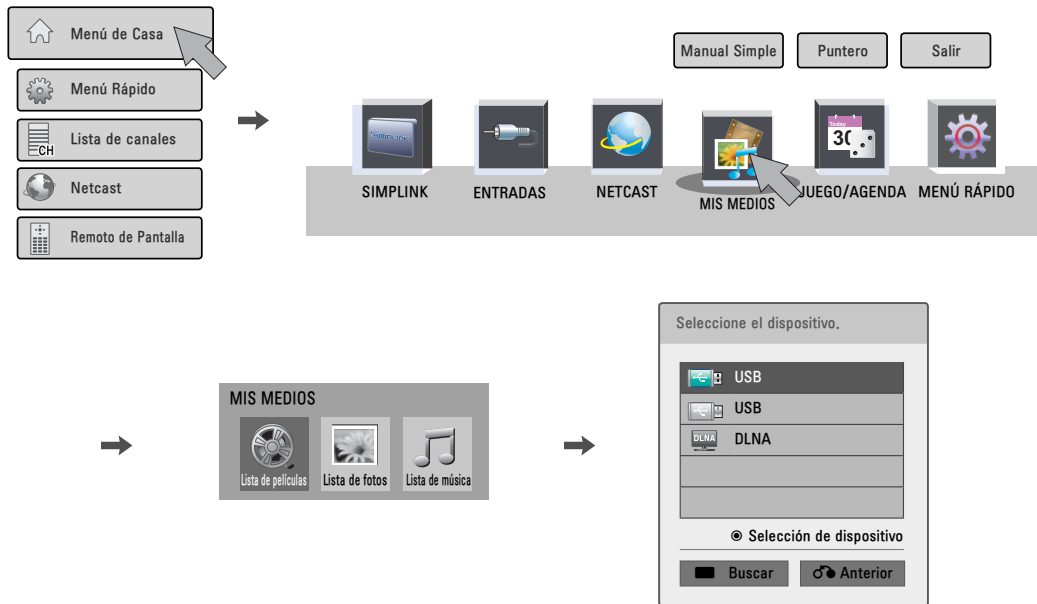 Menú de Casa
Menú Rápido
Lista de canales
CH
Netcast
Remoto de Pantalla
Manual Simple
Puntero
Salir
SIMPLINK
Today
30
SIMPLINK
ENTRADAS
NETCAST
MIS MEDIOS
JUEGO/AGENDA
MENÚ RÁPIDO
MIS MEDIOS
Lista de películas
Lista de fotos
Lista de música
Seleccione el dispositivo.
USB
USB
DLNA
DLNA
Selección de dispositivo
Buscar
Anterior